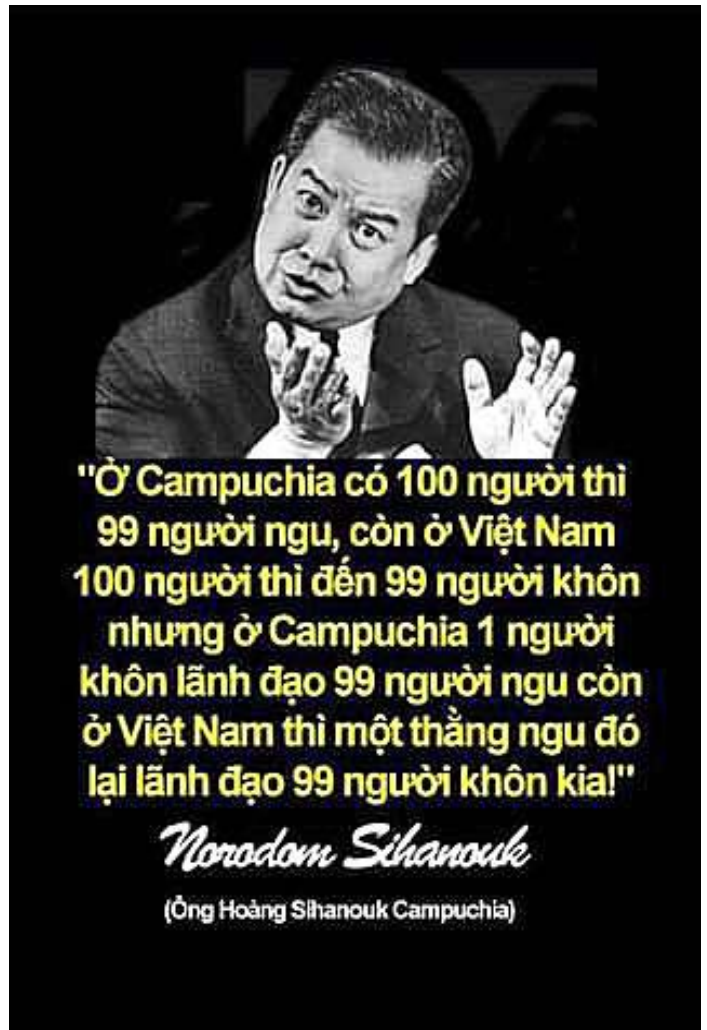 "Ở Campuchia có 100 người thì
99 người ngu, còn ở Việt Nam
100 người thì đến 99 người khôn
nhưng ở Campuchia 1 người
khôn lãnh đạo 99 người ngu còn
ở Việt Nam thì một thằng ngu đó
lại lãnh đạo 99 người khôn kia!"
Norodom Sihanouk
(Ông Hoàng Sihanouk Campuchia)